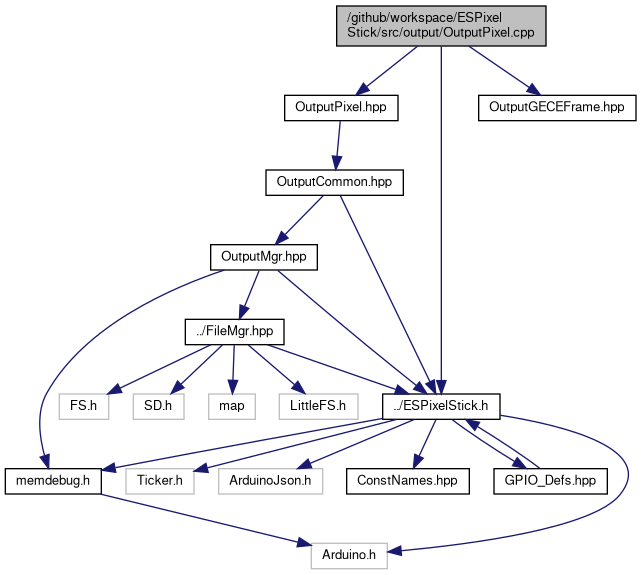 /github/workspace/ESPixel
Stick/src/output/OutputPixel.cpp
OutputPixel.hpp
OutputGECEFrame.hpp
OutputCommon.hpp
OutputMgr.hpp
../FileMgr.hpp
FS.h
SD.h
map
LittleFS.h
../ESPixelStick.h
memdebug.h
Ticker.h
ArduinoJson.h
ConstNames.hpp
GPIO_Defs.hpp
Arduino.h